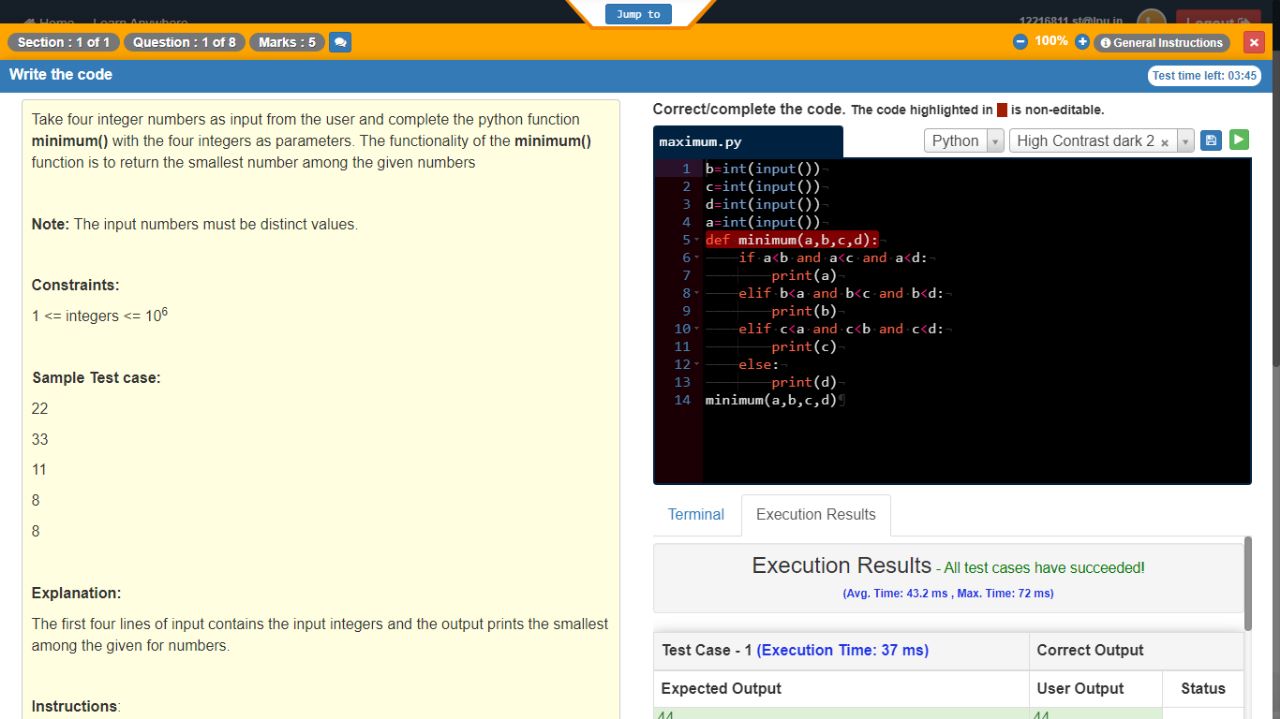 Home Learn Anywhere
Jump to
12216811.st@lpu.in
Logout
Section : 1 of 1
Question : 1 of 8
Marks : 5
100%
General Instructions
Write the code
Test time left: 03:45
Take four integer numbers as input from the user and complete the python function
minimum() with the four integers as parameters. The functionality of the minimum()
function is to return the smallest number among the given numbers
Note: The input numbers must be distinct values.
Constraints:
1 <= integers <= 10⁶
Sample Test case:
22
33
11
8
8
Explanation:
The first four lines of input contains the input integers and the output prints the smallest
among the given for numbers.
Instructions:
Correct/complete the code. The code highlighted in is non-editable.
maximum.py
Python
High Contrast dark 2 ×
1 b=int(input())
2 c=int(input())
3 d=int(input())
4 a=int(input())
5 def minimum(a,b,c,d):
6 if a<b and a<c and a<d:
7 print(a)
8 elif b<a and b<c and b<d:
9 print(b)
10 elif c<a and c<b and c<d:
11 print(c)
12 else:
13 print(d)
14 minimum(a,b,c,d)
Terminal
Execution Results
Execution Results - All test cases have succeeded!
(Avg. Time: 43.2 ms , Max. Time: 72 ms)
Test Case - 1 (Execution Time: 37 ms)
Correct Output
Expected Output
User Output
Status
44
44